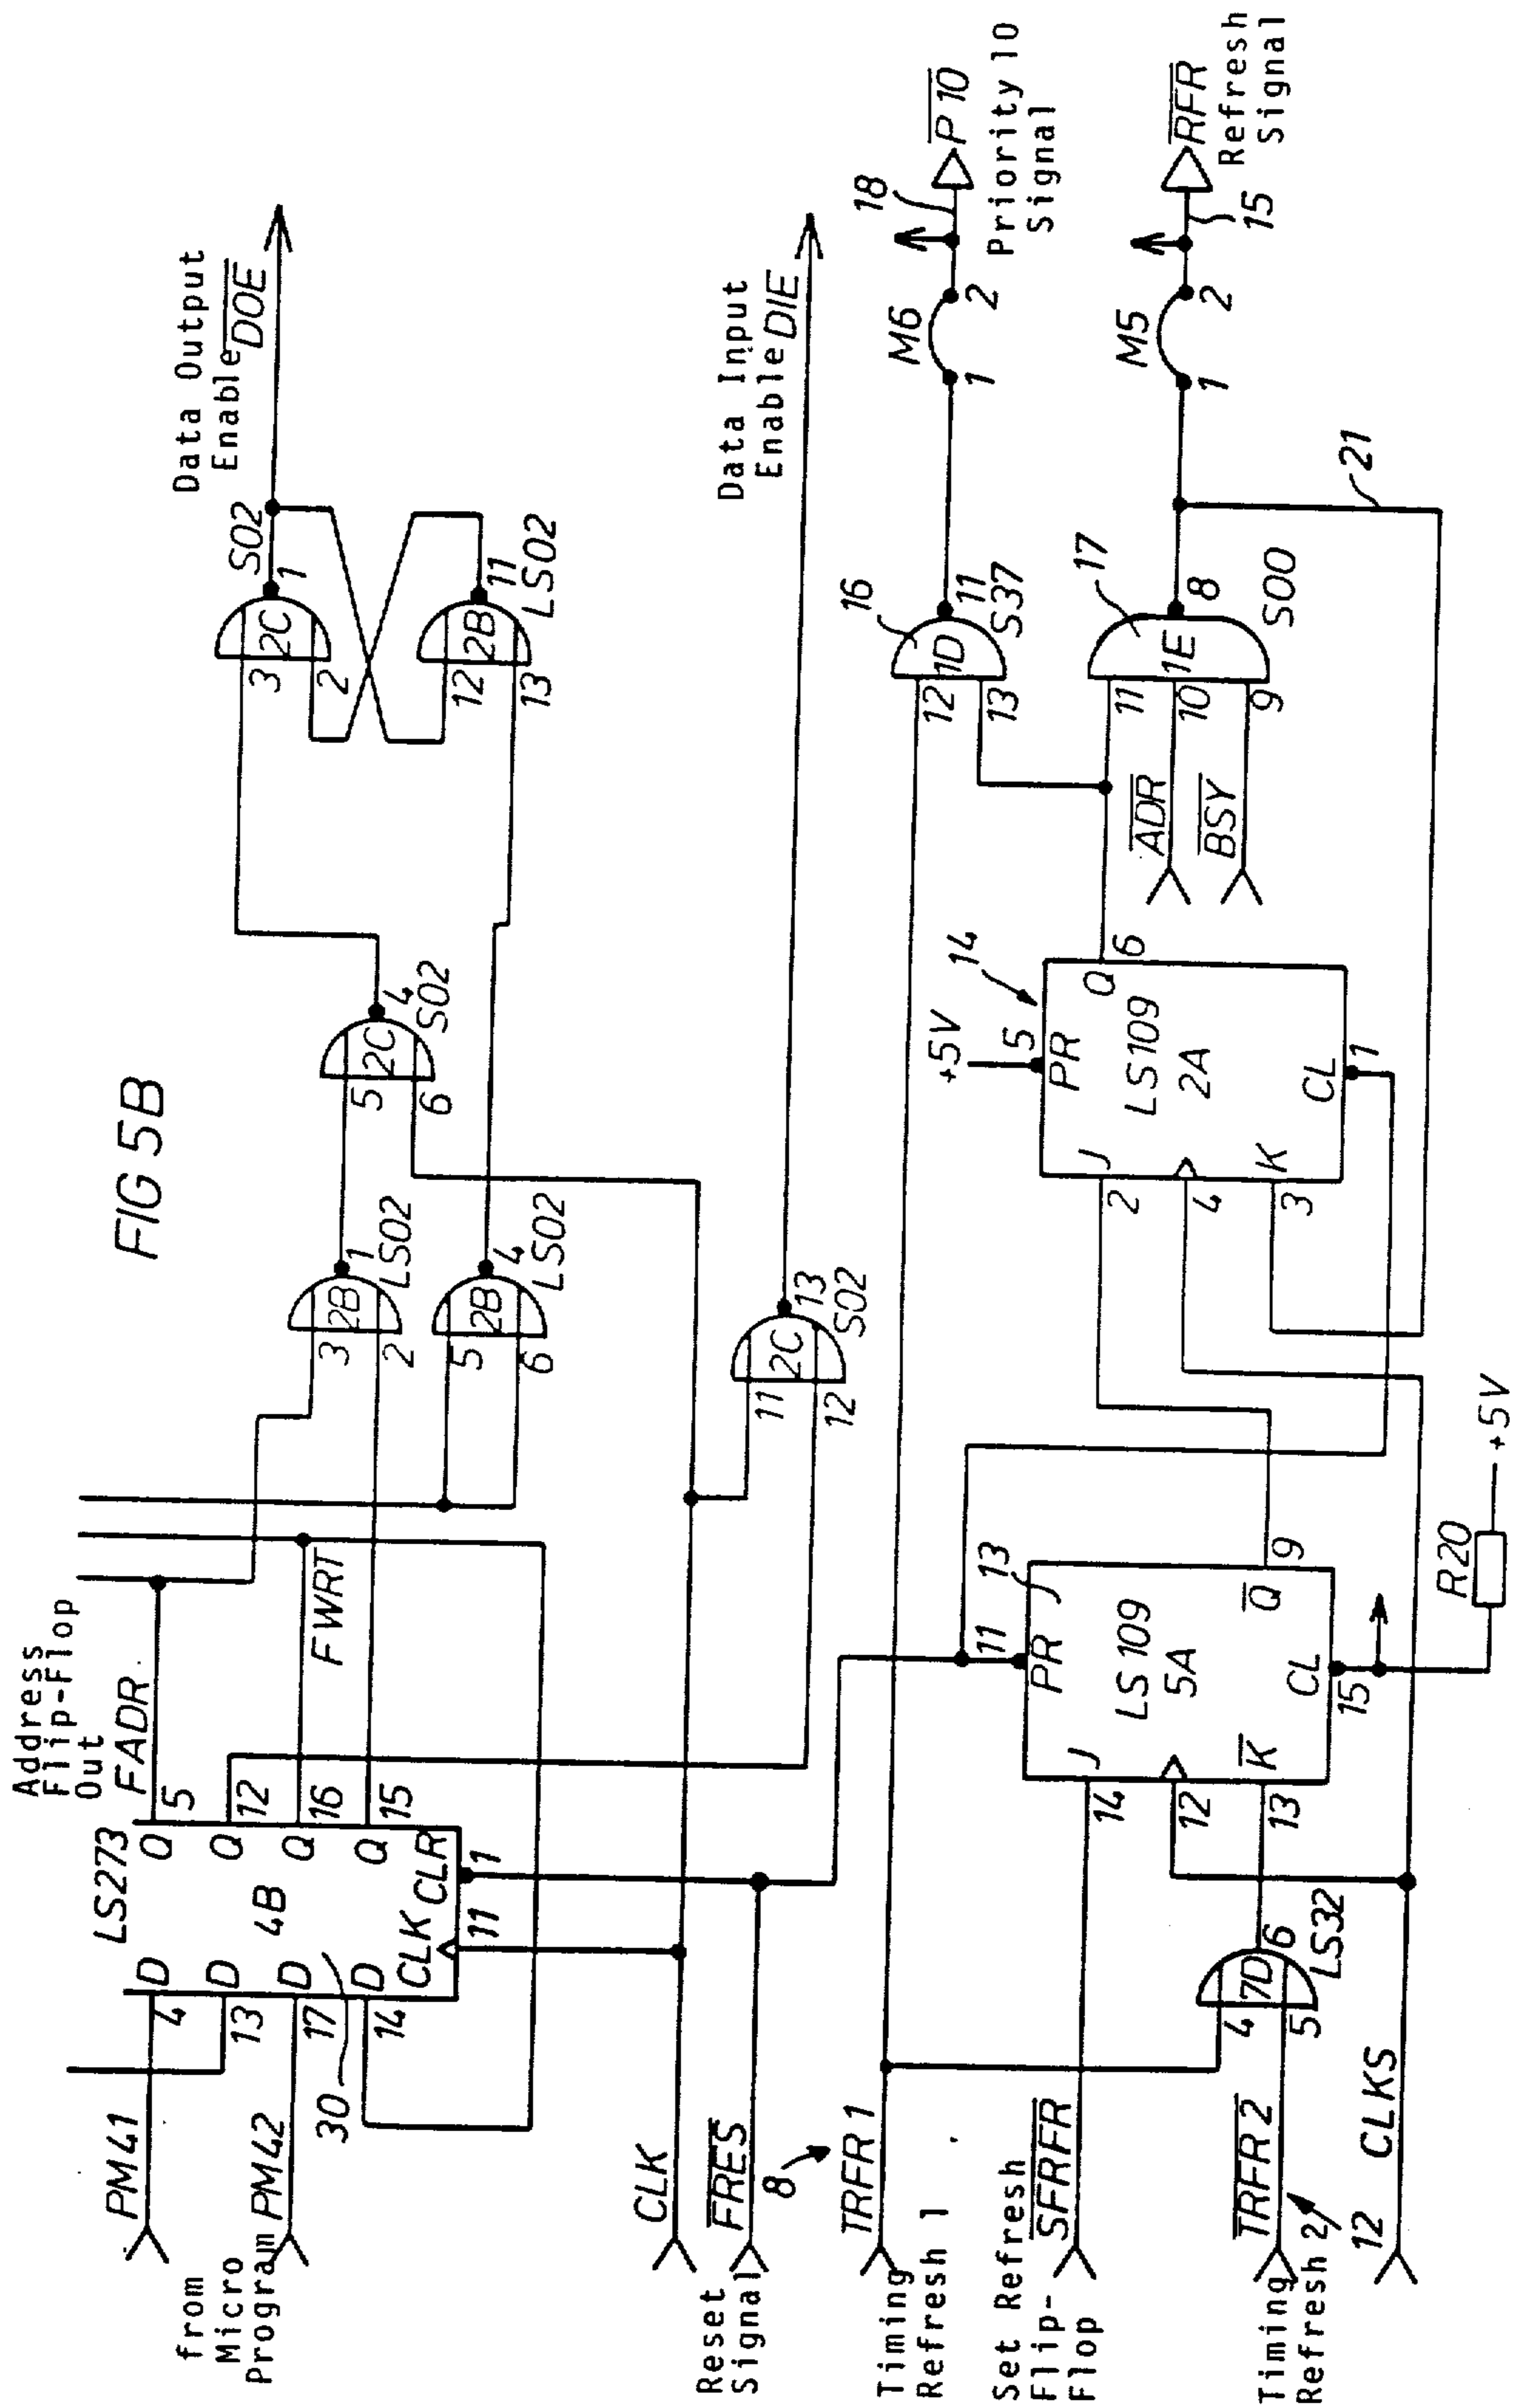 FIG 5B
Address
Flip-Flop
Out
FADR
LS273
4B
D
4
D
13
D
17
D
14
CLK
11
CLR
1
Q
5
Q
12
Q
16
Q
15
FWRT
30
PM41
from
Micro
Program
PM42
CLK
FRES
Reset
Signal
3
2
2B
1
LS02
5
6
2B
4
LS02
5
6
2C
4
S02
3
2
2C
1
S02
12
13
2B
11
LS02
Data Output
Enable DOE
11
12
2C
13
S02
Data Input
Enable DIE
8
TRFR 1
Timing
Refresh 1
Set Refresh
Flip-
Flop
SFRFR
TRFR 2
Timing
Refresh 2
12
CLKS
4
5
7D
6
LS32
14
J
12
13
K
11
PR
13
LS 109
5A
CL
15
Q
9
R20
+5V
2
J
4
3
K
+5V
5
PR
14
LS109
2A
CL
1
Q
6
ADR
BSY
12
13
1D
16
11
S37
11
10
9
1E
17
8
S00
21
M6
1
2
18
P10
Priority 10
Signal
M5
1
2
15
RFR
Refresh
Signal